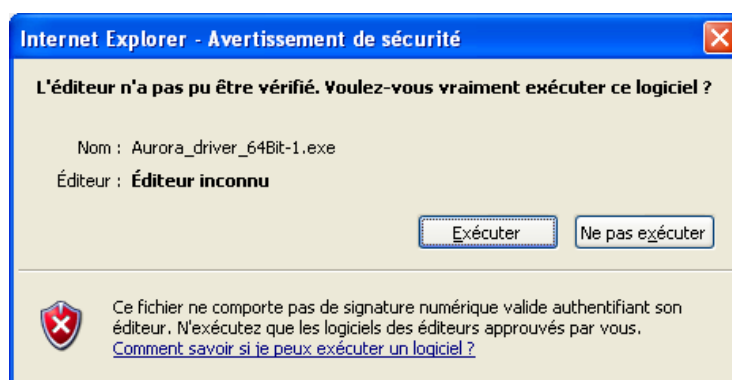 Internet Explorer - Avertissement de sécurité
L'éditeur n'a pas pu être vérifié. Voulez-vous vraiment exécuter ce logiciel ?
Nom : Aurora_driver_64Bit-1.exe
Éditeur : Éditeur inconnu
Exécuter Ne pas exécuter
Ce fichier ne comporte pas de signature numérique valide authentifiant son
éditeur. N'exécutez que les logiciels des éditeurs approuvés par vous.
Comment savoir si je peux exécuter un logiciel ?